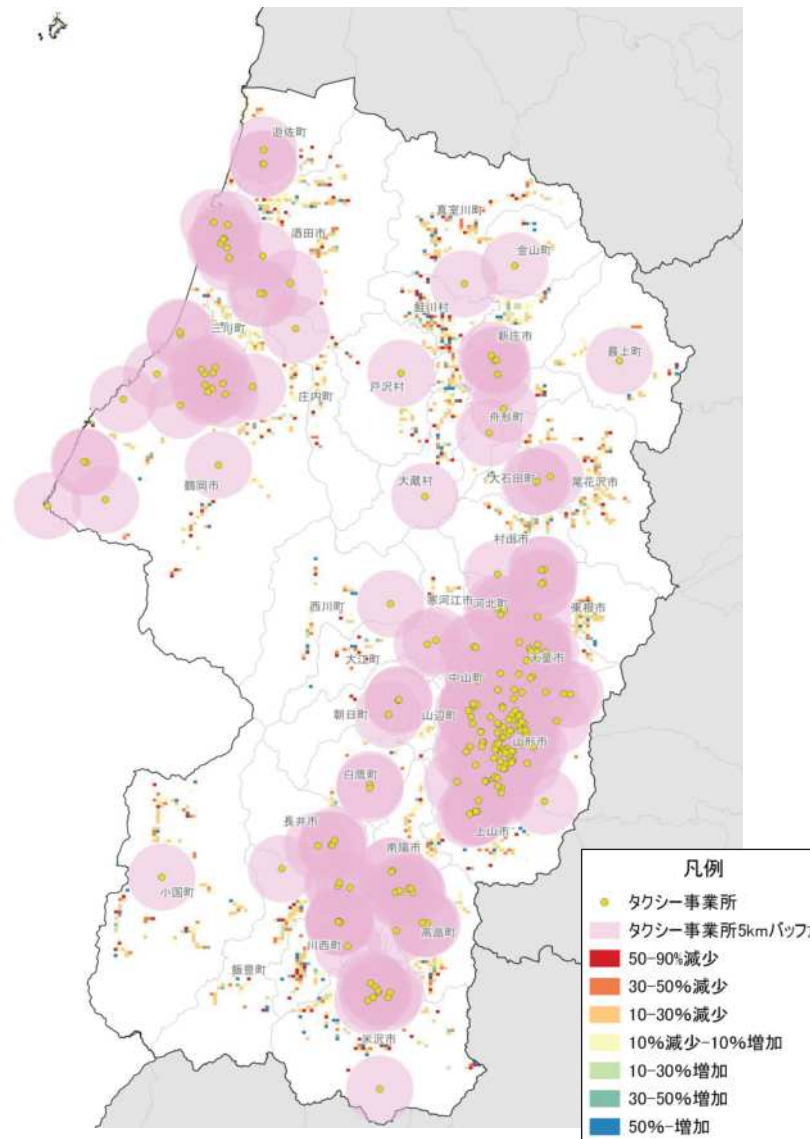 遊佐町
酒田市
真室川町
金山町
鮭川村
三川町
新庄市
最上町
戸沢村
庄内町
舟形町
大蔵村
大石田町
尾花沢市
鶴岡市
村山市
西川町
寒河江市
河北町
東根市
大江町
天童市
中山町
朝日町
山辺町
山形市
白鷹町
上山市
長井市
南陽市
小国町
川西町
高畠町
飯豊町
米沢市
凡例
タクシー事業所
タクシー事業所5kmバッファ
50-90%減少
30-50%減少
10-30%減少
10%減少-10%増加
10-30%増加
30-50%増加
50%-増加